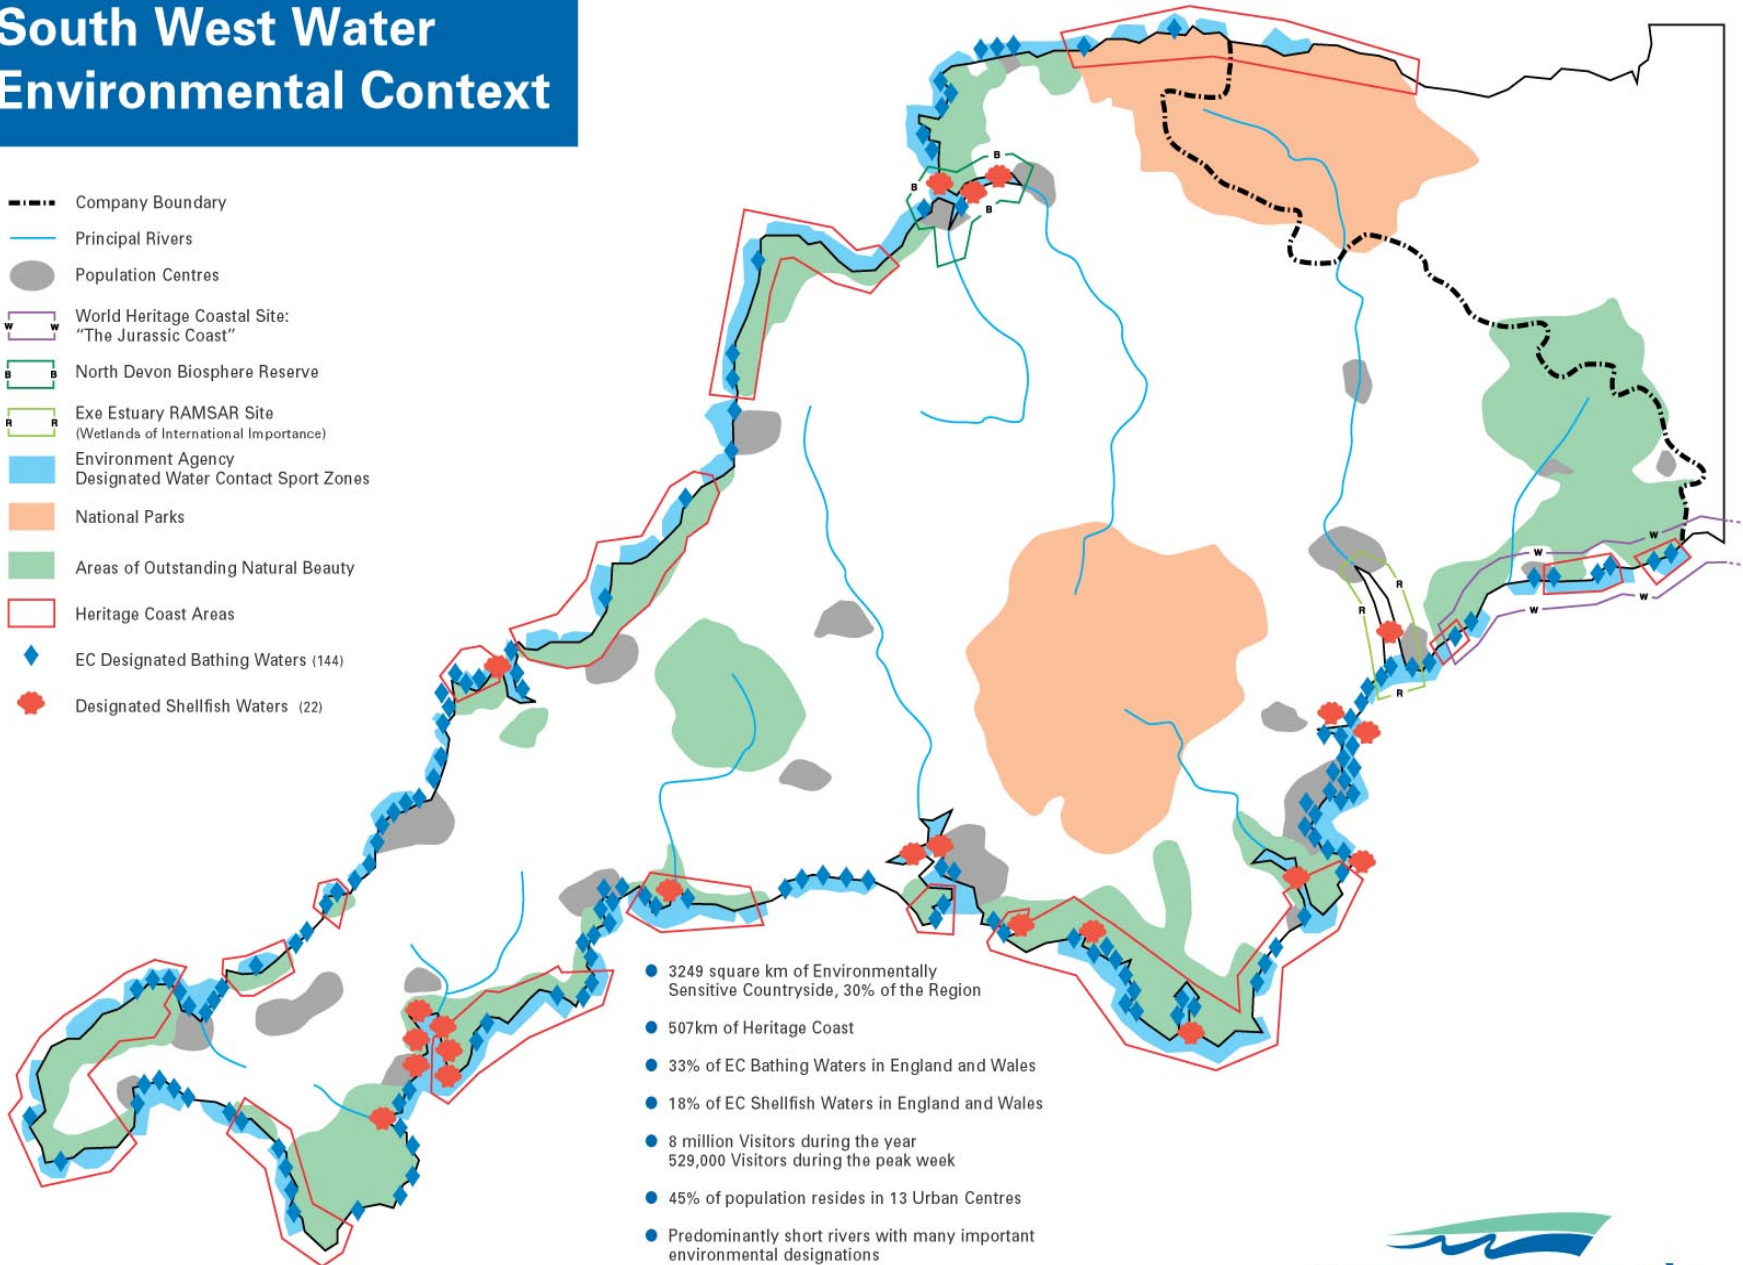 South West Water
Environmental Context
Company Boundary
Principal Rivers
Population Centres
W W
World Heritage Coastal Site:
“The Jurassic Coast”
B B
North Devon Biosphere Reserve
R R
Exe Estuary RAMSAR Site
(Wetlands of International Importance)
Environment Agency
Designated Water Contact Sport Zones
National Parks
Areas of Outstanding Natural Beauty
Heritage Coast Areas
EC Designated Bathing Waters (144)
Designated Shellfish Waters (22)
B
B
B
W
W
W
W
R
R
R
3249 square km of Environmentally
Sensitive Countryside, 30% of the Region
507km of Heritage Coast
33% of EC Bathing Waters in England and Wales
18% of EC Shellfish Waters in England and Wales
8 million Visitors during the year
529,000 Visitors during the peak week
45% of population resides in 13 Urban Centres
Predominantly short rivers with many important
environmental designations